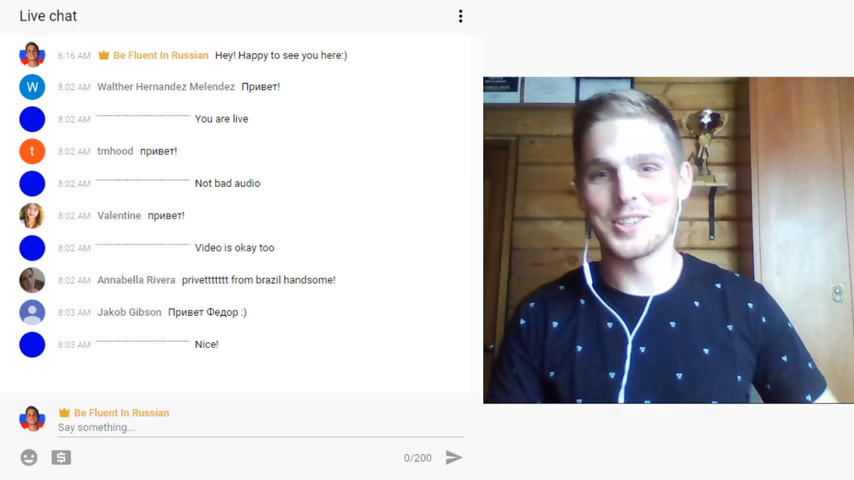 Live chat
6:16 AM Be Fluent In Russian Hey! Happy to see you here:)
W
8:02 AM Walther Hernandez Melendez Привет!
8:02 AM You are live
t
8:02 AM tmhood привет!
8:02 AM Not bad audio
8:02 AM Valentine привет!
8:02 AM Video is okay too
8:02 AM Annabella Rivera privettttttt from brazil handsome!
8:03 AM Jakob Gibson Привет Федор :)
8:03 AM Nice!
Be Fluent In Russian
Say something...
0/200